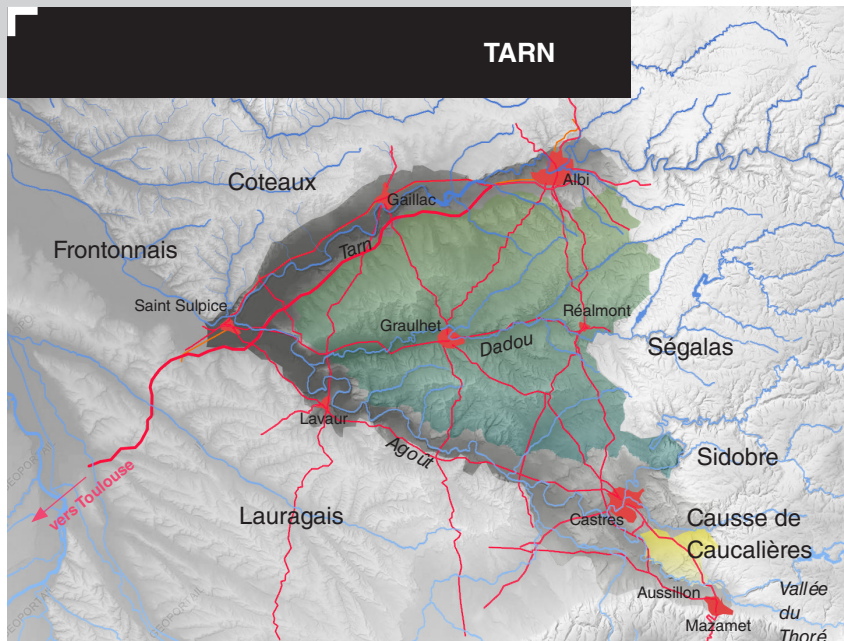 TARN
Coteaux
Albi
Gaillac
Frontonnais
Tarn
Saint Sulpice
Graulhet
Réalmont
Dadou
Ségalas
Lavaur
Agoût
Sidobre
GEOPORTAIL
vers Toulouse
Lauragais
Castres
Causse de
Caucalières
Aussillon
Vallée
du
Thoré
Mazamet